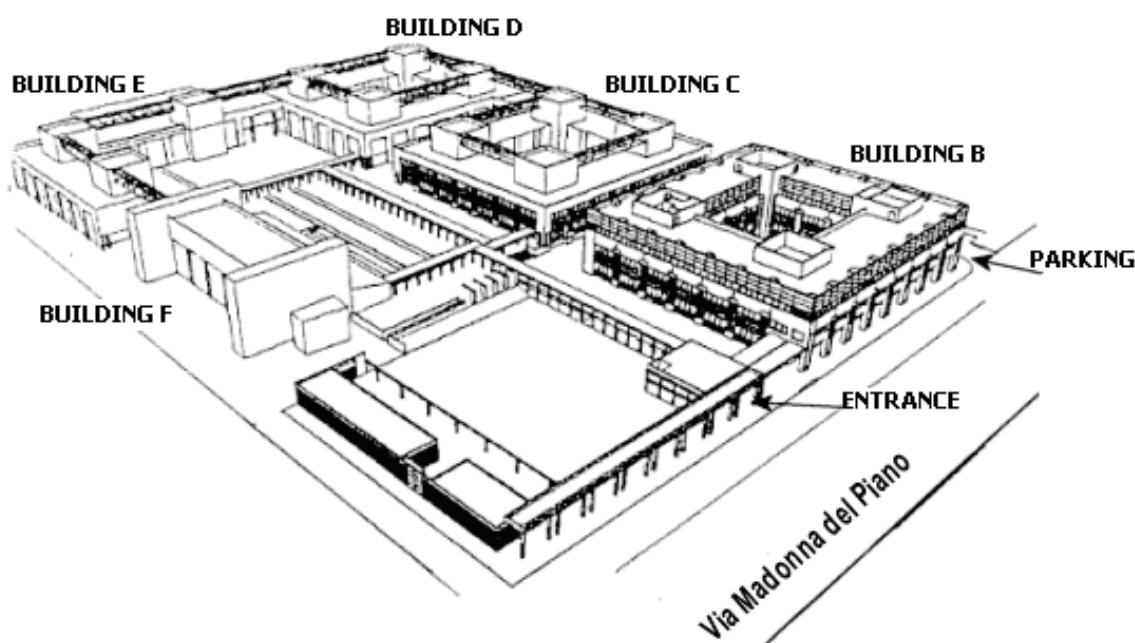 BUILDING D
BUILDING E
BUILDING C
BUILDING B
PARKING
BUILDING F
ENTRANCE
Via Madonna del Piano